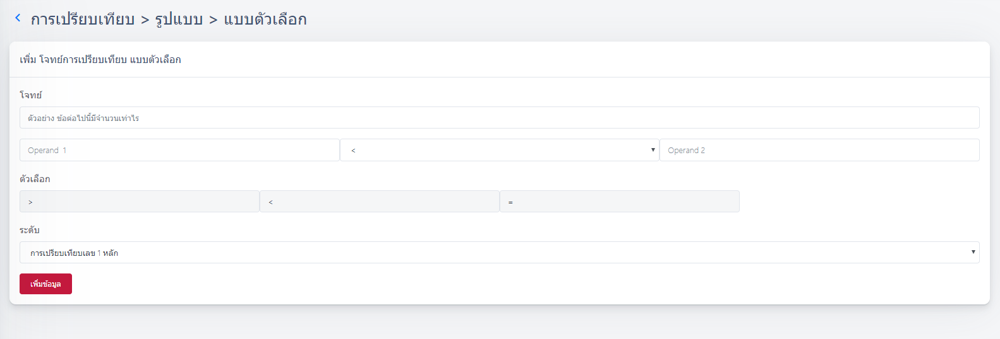 การเปรียบเทียบ > รูปแบบ > แบบตัวเลือก
เพิ่ม โจทย์การเปรียบเทียบ แบบตัวเลือก
โจทย์
ตัวอย่าง ข้อต่อไปนี้มีจำนวนเท่าไร
Operand 1 < Operand 2
ตัวเลือก
> < =
ระดับ
การเปรียบเทียบเลข 1 หลัก
เพิ่มข้อมูล